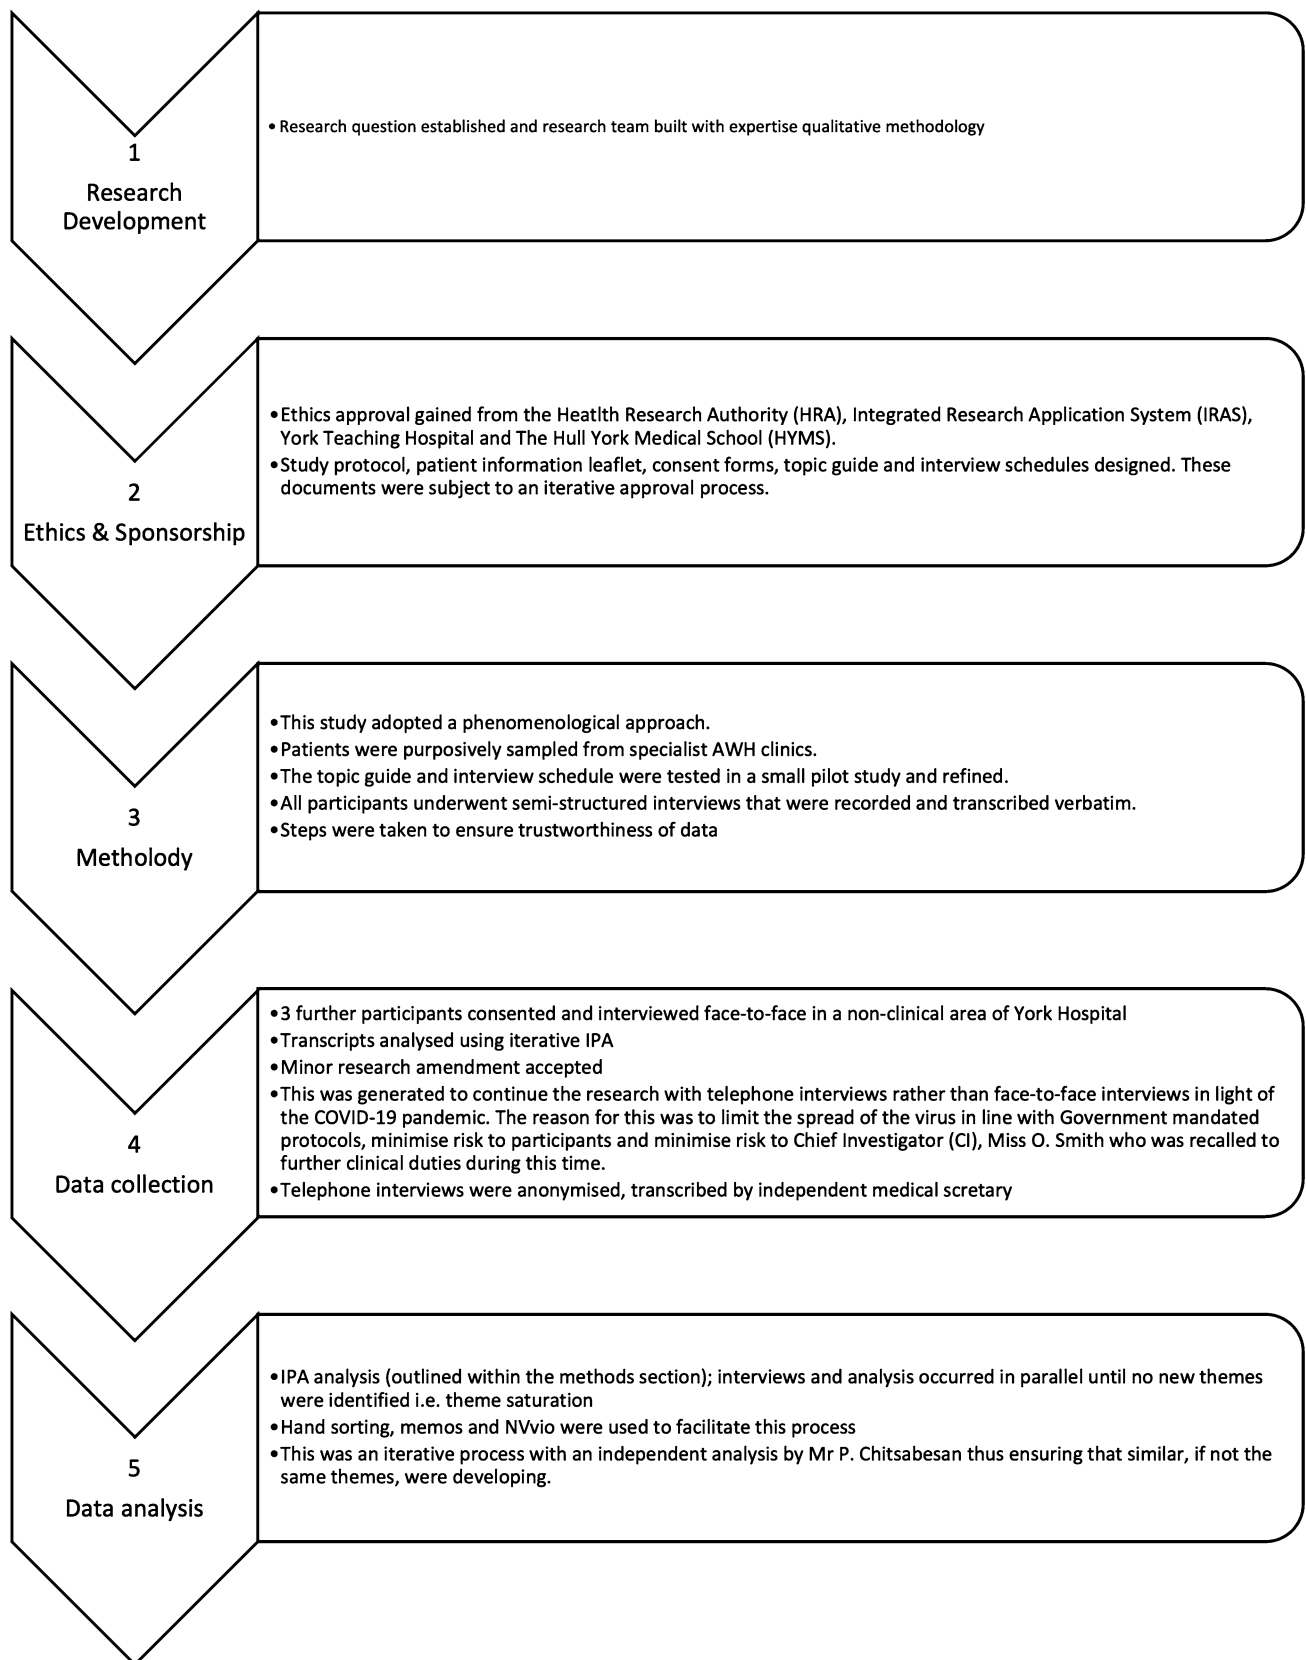 1
Research
Development
• Research question established and research team built with expertise qualitative methodology
2
Ethics & Sponsorship
•Ethics approval gained from the Heatlth Research Authority (HRA), Integrated Research Application System (IRAS),
York Teaching Hospital and The Hull York Medical School (HYMS).
•Study protocol, patient information leaflet, consent forms, topic guide and interview schedules designed. These
documents were subject to an iterative approval process.
3
Metholody
•This study adopted a phenomenological approach.
•Patients were purposively sampled from specialist AWH clinics.
•The topic guide and interview schedule were tested in a small pilot study and refined.
•All participants underwent semi-structured interviews that were recorded and transcribed verbatim.
•Steps were taken to ensure trustworthiness of data
4
Data collection
•3 further participants consented and interviewed face-to-face in a non-clinical area of York Hospital
•Transcripts analysed using iterative IPA
•Minor research amendment accepted
•This was generated to continue the research with telephone interviews rather than face-to-face interviews in light of
the COVID-19 pandemic. The reason for this was to limit the spread of the virus in line with Government mandated
protocols, minimise risk to participants and minimise risk to Chief Investigator (CI), Miss O. Smith who was recalled to
further clinical duties during this time.
•Telephone interviews were anonymised, transcribed by independent medical scretary
5
Data analysis
•IPA analysis (outlined within the methods section); interviews and analysis occurred in parallel until no new themes
were identified i.e. theme saturation
•Hand sorting, memos and NVvio were used to facilitate this process
•This was an iterative process with an independent analysis by Mr P. Chitsabesan thus ensuring that similar, if not the
same themes, were developing.